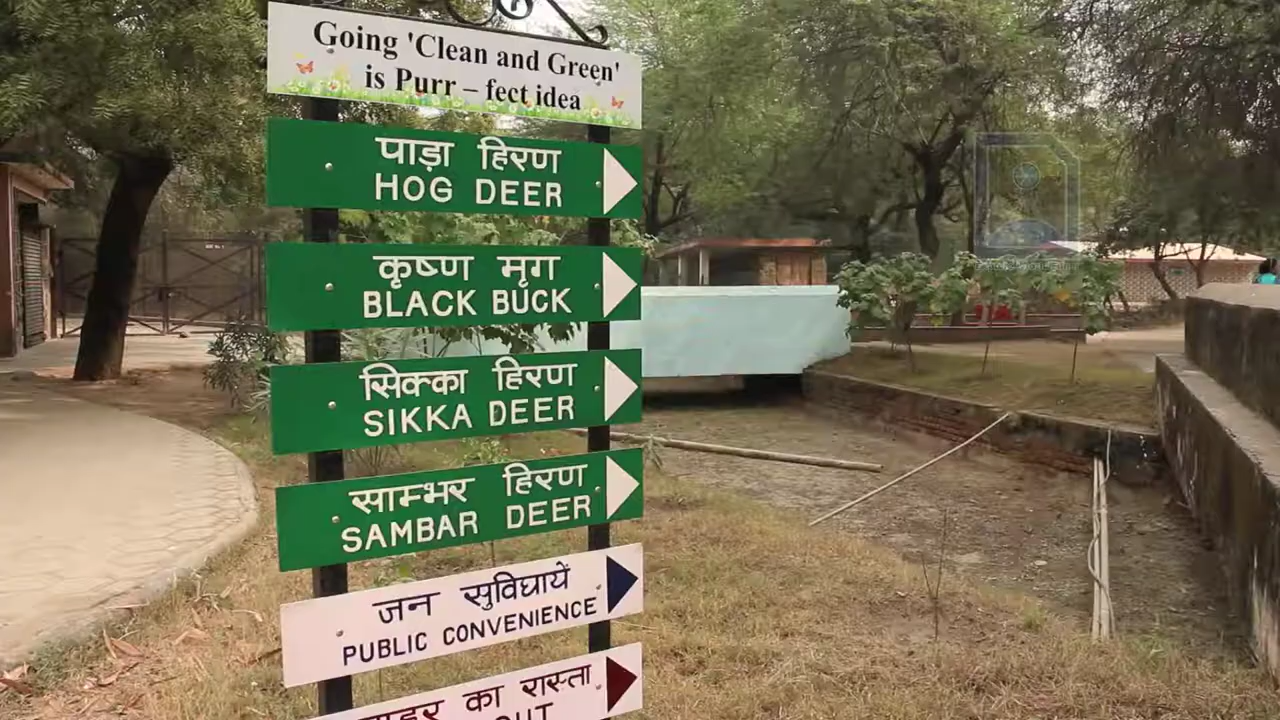 Going 'Clean and Green'
is Purr – fect idea
पाड़ा हिरण
HOG DEER
कृष्ण मृग
BLACK BUCK
सिक्का हिरण
SIKKA DEER
साम्भर हिरण
SAMBAR DEER
जन सुविघायें
PUBLIC CONVENIENCE
का रास्ता